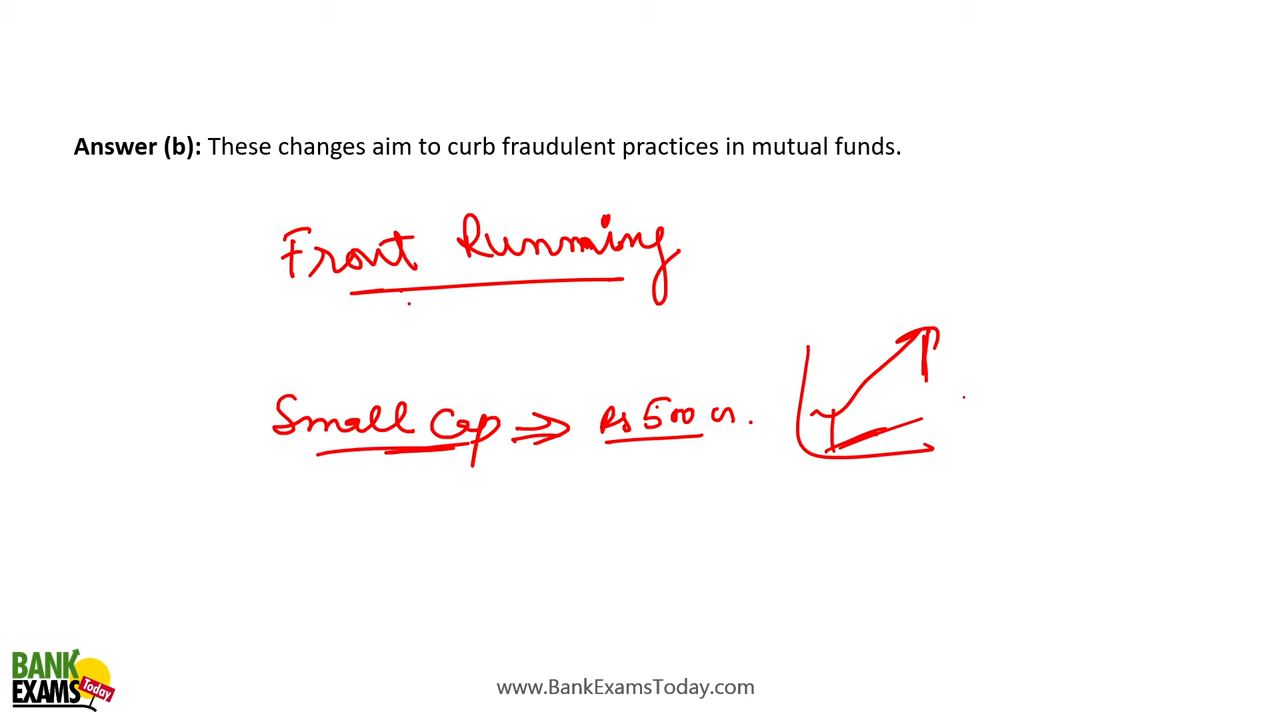 Answer (b): These changes aim to curb fraudulent practices in mutual funds.
Front Running
Small Cap ⇒ Rs 500 cr.
BANK
EXAMS Today
www.BankExamsToday.com